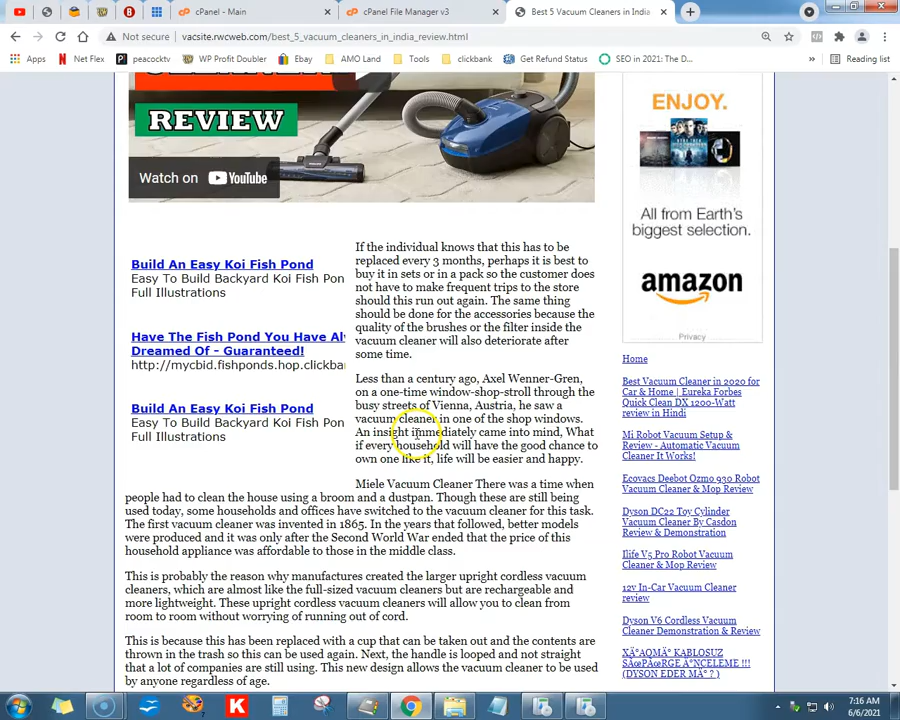 cPanel - Main
cPanel File Manager v3
Best 5 Vacuum Cleaners in India
Not secure
vacsite.rwcweb.com/best_5_vacuum_cleaners_in_india_review.html
Apps
Net Flex
peacocktv
WP Profit Doubler
Ebay
AMO Land
Tools
clickbank
Get Refund Status
SEO in 2021: The D...
Reading list
REVIEW
Watch on YouTube
ENJOY.
All from Earth's
biggest selection.
amazon
Privacy
Build An Easy Koi Fish Pond
Easy To Build Backyard Koi Fish Pon
Full Illustrations
Have The Fish Pond You Have Al
Dreamed Of - Guaranteed!
http://mycbid.fishponds.hop.clickba
Build An Easy Koi Fish Pond
Easy To Build Backyard Koi Fish Pon
Full Illustrations
If the individual knows that this has to be
replaced every 3 months, perhaps it is best to
buy it in sets or in a pack so the customer does
not have to make frequent trips to the store
should this run out again. The same thing
should be done for the accessories because the
quality of the brushes or the filter inside the
vacuum cleaner will also deteriorate after
some time.
Less than a century ago, Axel Wenner-Gren,
on a one-time window-shop-stroll through the
busy streets of Vienna, Austria, he saw a
vacuum cleaner in one of the shop windows.
An insight immediately came into mind, What
if every household will have the good chance to
own one like it, life will be easier and happy.
Miele Vacuum Cleaner There was a time when
people had to clean the house using a broom and a dustpan. Though these are still being
used today, some households and offices have switched to the vacuum cleaner for this task.
The first vacuum cleaner was invented in 1865. In the years that followed, better models
were produced and it was only after the Second World War ended that the price of this
household appliance was affordable to those in the middle class.
This is probably the reason why manufactures created the larger upright cordless vacuum
cleaners, which are almost like the full-sized vacuum cleaners but are rechargeable and
more lightweight. These upright cordless vacuum cleaners will allow you to clean from
room to room without worrying of running out of cord.
This is because this has been replaced with a cup that can be taken out and the contents are
thrown in the trash so this can be used again. Next, the handle is looped and not straight
that a lot of companies are still using. This new design allows the vacuum cleaner to be used
by anyone regardless of age.
Home
Best Vacuum Cleaner in 2020 for
Car & Home | Eureka Forbes
Quick Clean DX 1200-Watt
review in Hindi
Mi Robot Vacuum Setup &
Review - Automatic Vacuum
Cleaner It Works!
Ecovacs Deebot Ozmo 930 Robot
Vacuum Cleaner & Mop Review
Dyson DC22 Toy Cylinder
Vacuum Cleaner By Casdon
Review & Demonstration
Ilife V5 Pro Robot Vacuum
Cleaner & Mop Review
12v In-Car Vacuum Cleaner
review
Dyson V6 Cordless Vacuum
Cleaner Demonstration & Review
(DYSON EDER
7:16 AM
6/6/2021